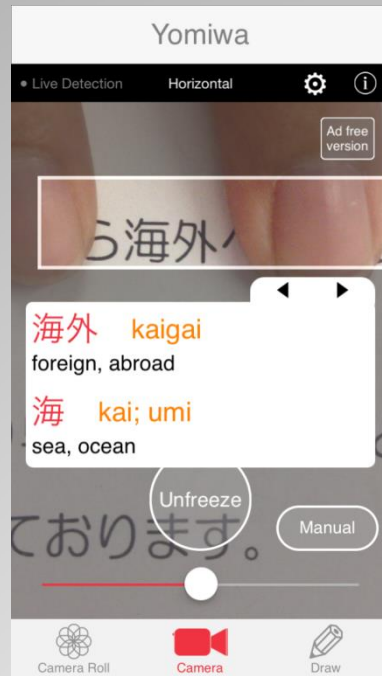 Yomiwa
• Live Detection
Horizontal
i
Ad free
version
ら海外へ
海外 kaigai
foreign, abroad
海 kai; umi
sea, ocean
Unfreeze
Manual
ております。
Camera Roll
Camera
Draw